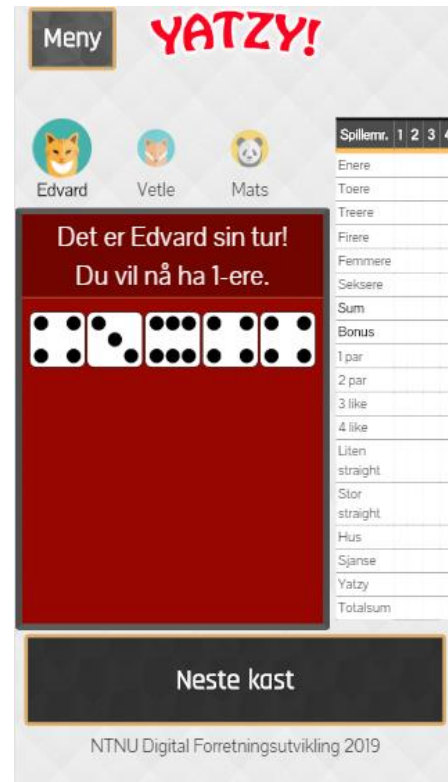 Meny
YATZY!
Edvard
Vetle
Mats
Det er Edvard sin tur!
Du vil nå ha 1-ere.
Spillernr. 1 2 3 4
Enere
Toere
Treere
Firere
Femmere
Seksere
Sum
Bonus
1 par
2 par
3 like
4 like
Liten
straight
Stor
straight
Hus
Sjanse
Yatzy
Totalsum
Neste kast
NTNU Digital Forretningsutvikling 2019